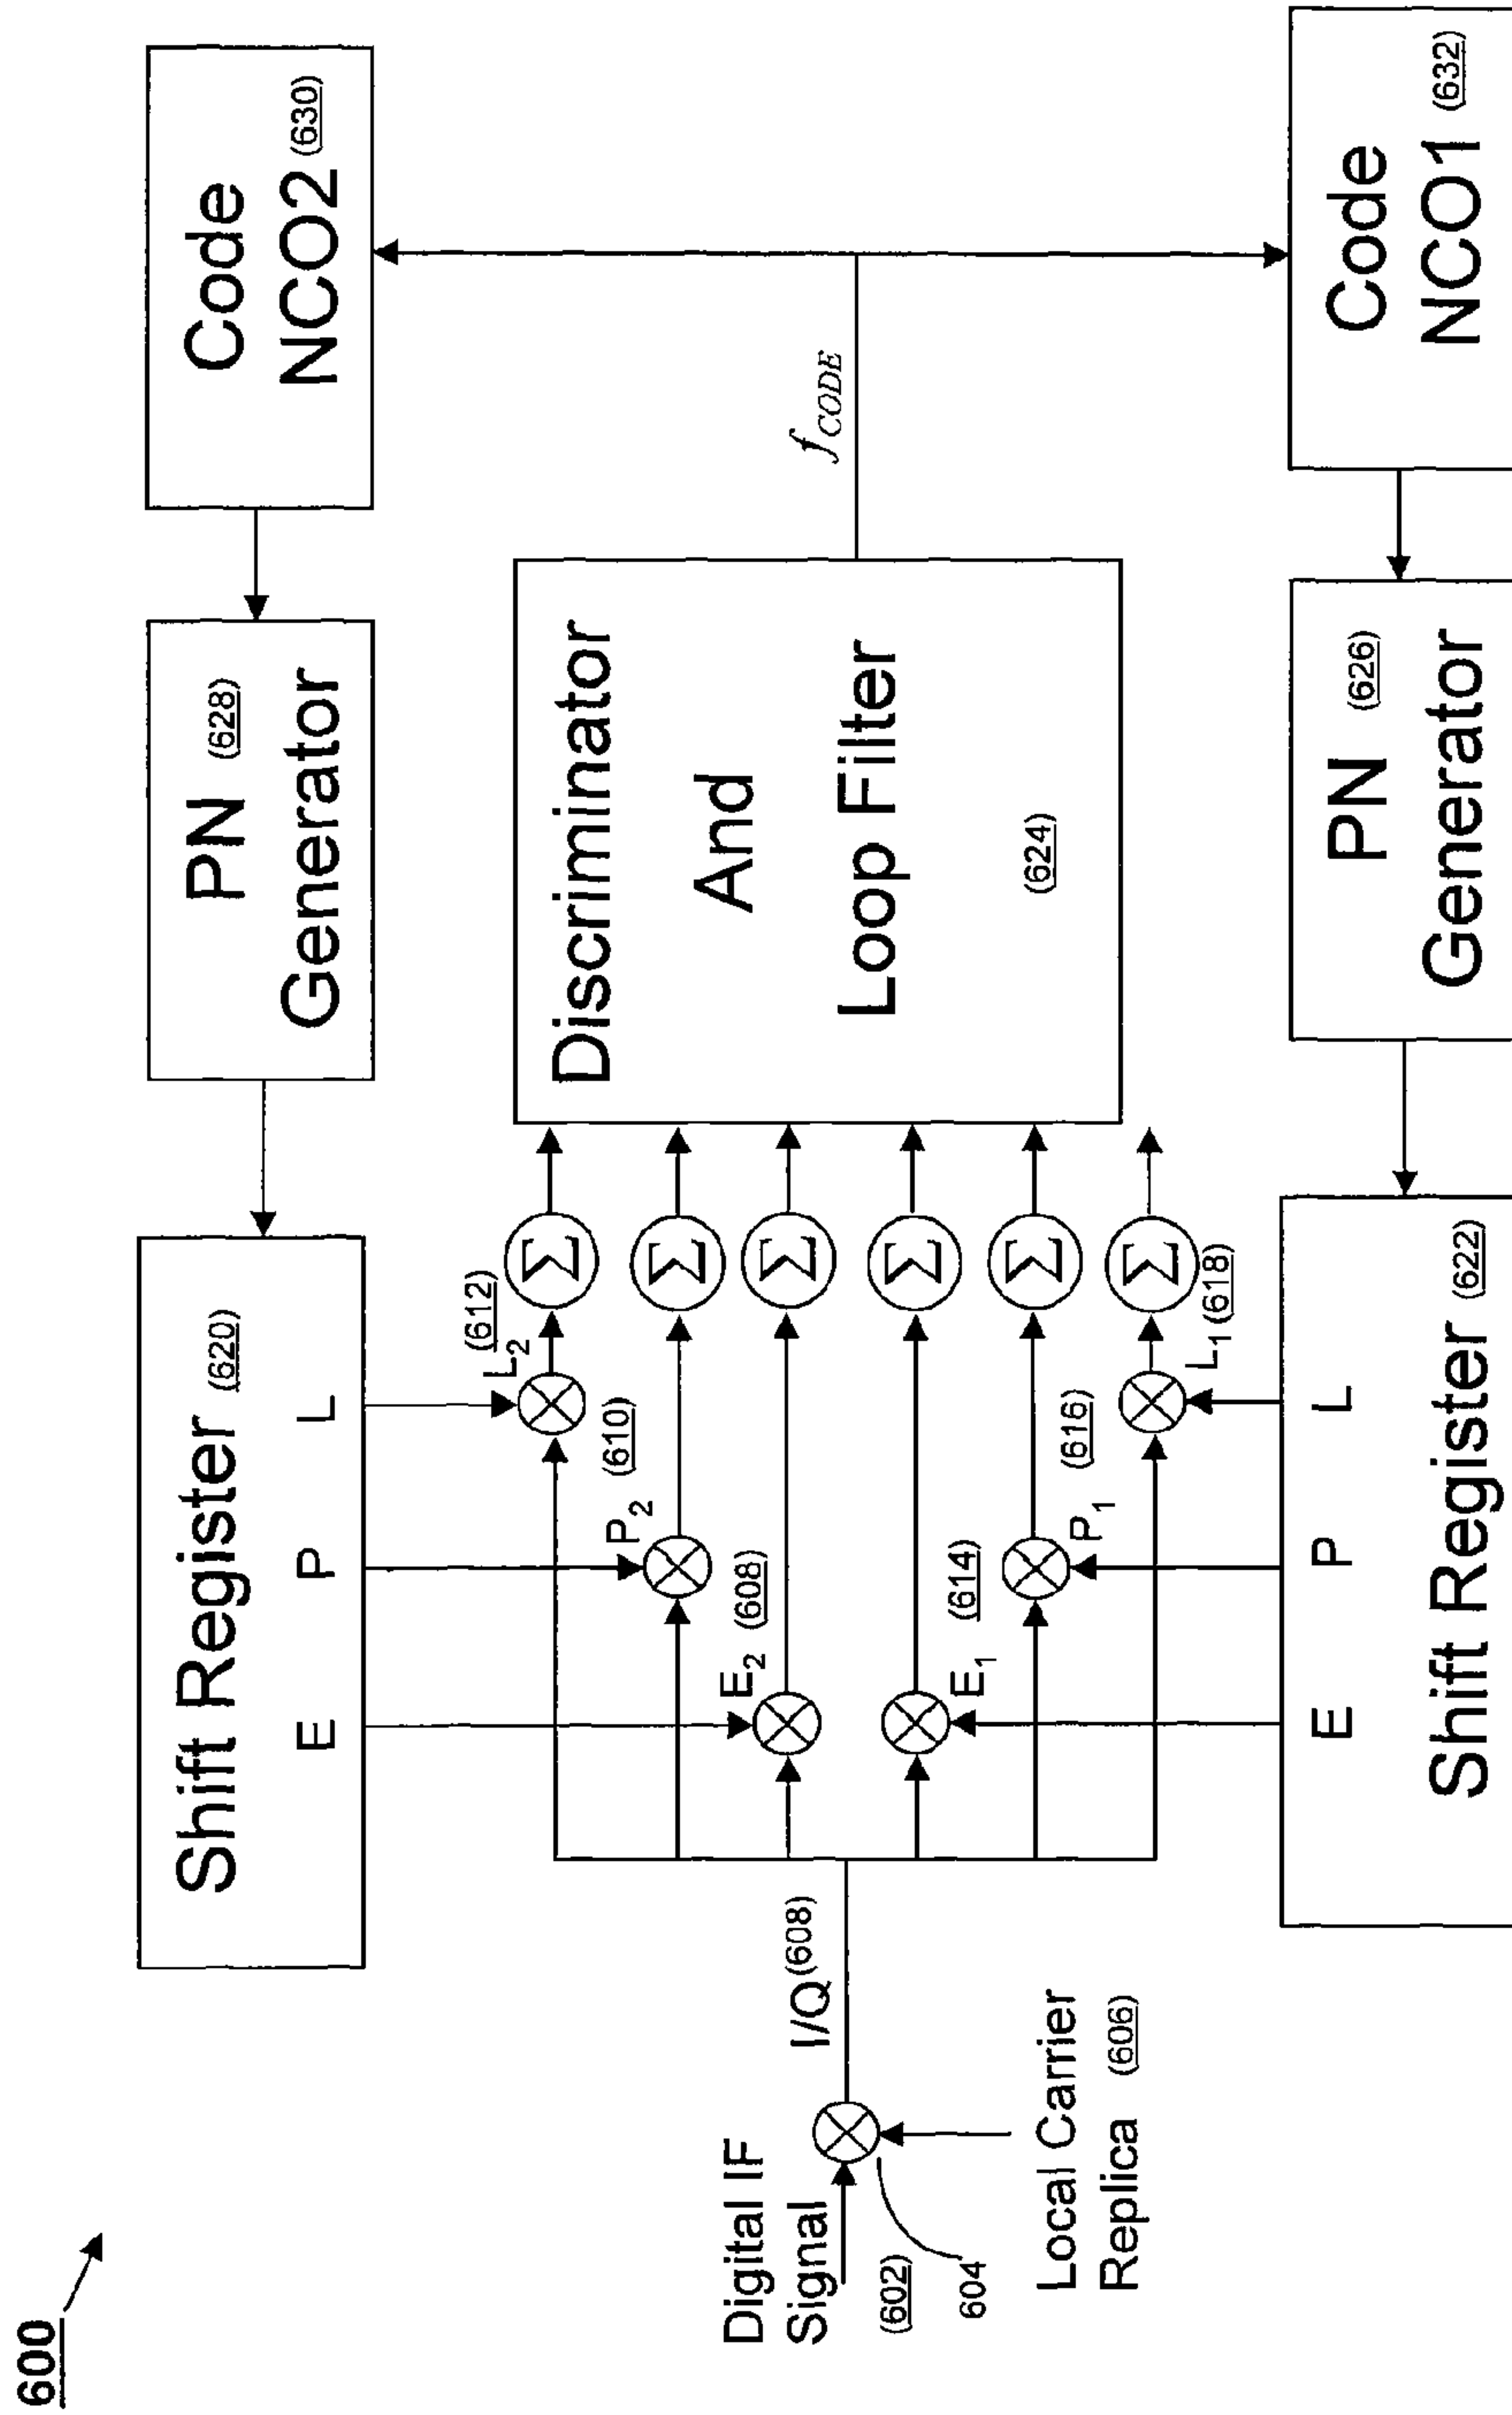 600
Shift Register (620)
E P L
PN (628)
Generator
Code
NCO2 (630)
L2 (612)
Σ
P2 (610)
Σ
E2 (608)
Σ
E1 (614)
Σ
P1 (616)
Σ
L1 (618)
Σ
Discriminator
And
Loop Filter
(624)
fCODE
Digital IF
Signal
(602)
604
I/Q (608)
Local Carrier
Replica (606)
E P L
Shift Register (622)
PN (626)
Generator
Code
NCO1 (632)